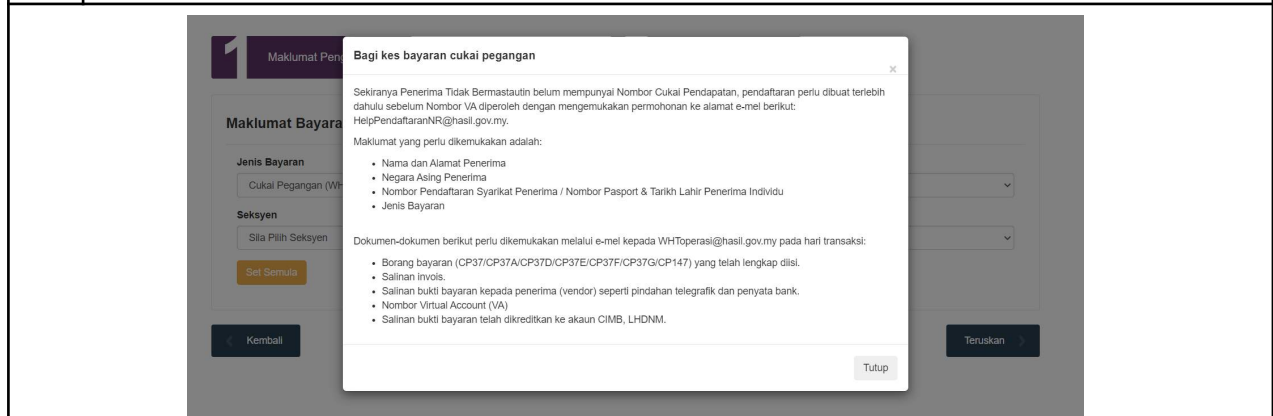 1
Maklumat Peng
Bagi kes bayaran cukai pegangan
×
Sekiranya Penerima Tidak Bermastautin belum mempunyai Nombor Cukai Pendapatan, pendaftaran perlu dibuat terlebih
dahulu sebelum Nombor VA diperoleh dengan mengemukakan permohonan ke alamat e-mel berikut:
HelpPendaftaranNR@hasil.gov.my.
Maklumat yang perlu dikemukakan adalah:
• Nama dan Alamat Penerima
• Negara Asing Penerima
• Nombor Pendaftaran Syarikat Penerima / Nombor Pasport & Tarikh Lahir Penerima Individu
• Jenis Bayaran
Dokumen-dokumen berikut perlu dikemukakan melalui e-mel kepada WHToperasi@hasil.gov.my pada hari transaksi:
• Borang bayaran (CP37/CP37A/CP37D/CP37E/CP37F/CP37G/CP147) yang telah lengkap diisi.
• Salinan invois.
• Salinan bukti bayaran kepada penerima (vendor) seperti pindahan telegrafik dan penyata bank.
• Nombor Virtual Account (VA)
• Salinan bukti bayaran telah dikreditkan ke akaun CIMB, LHDNM.
Tutup
Maklumat Bayara
Jenis Bayaran
Cukai Pegangan (WH
Seksyen
Sila Pilih Seksyen
Set Semula
Kembali
Teruskan